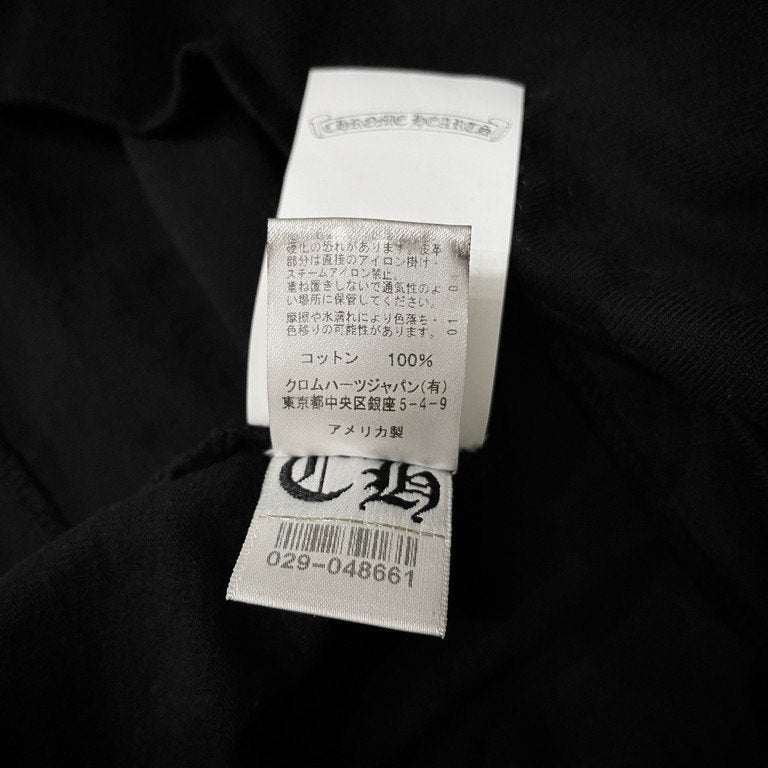 CHROME HEARTS
硬化の恐れがあります。皮革
部分は直接のアイロン掛け・
スチームアイロン禁止。
重ね置きしないで通気性のよ
い場所に保管してください。
摩擦や水濡れにより色落ち・
色移りの可能性があります。
コットン 100%
クロムハーツジャパン(有)
東京都中央区銀座5-4-9
アメリカ製
CH
029-048661